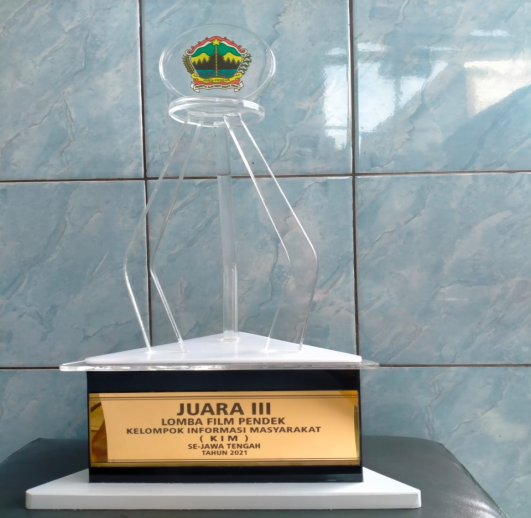 JUARA III
LOMBA FILM PENDEK
KELOMPOK INFORMASI MASYARAKAT
( KIM )
SE-JAWA TENGAH
TAHUN 2021